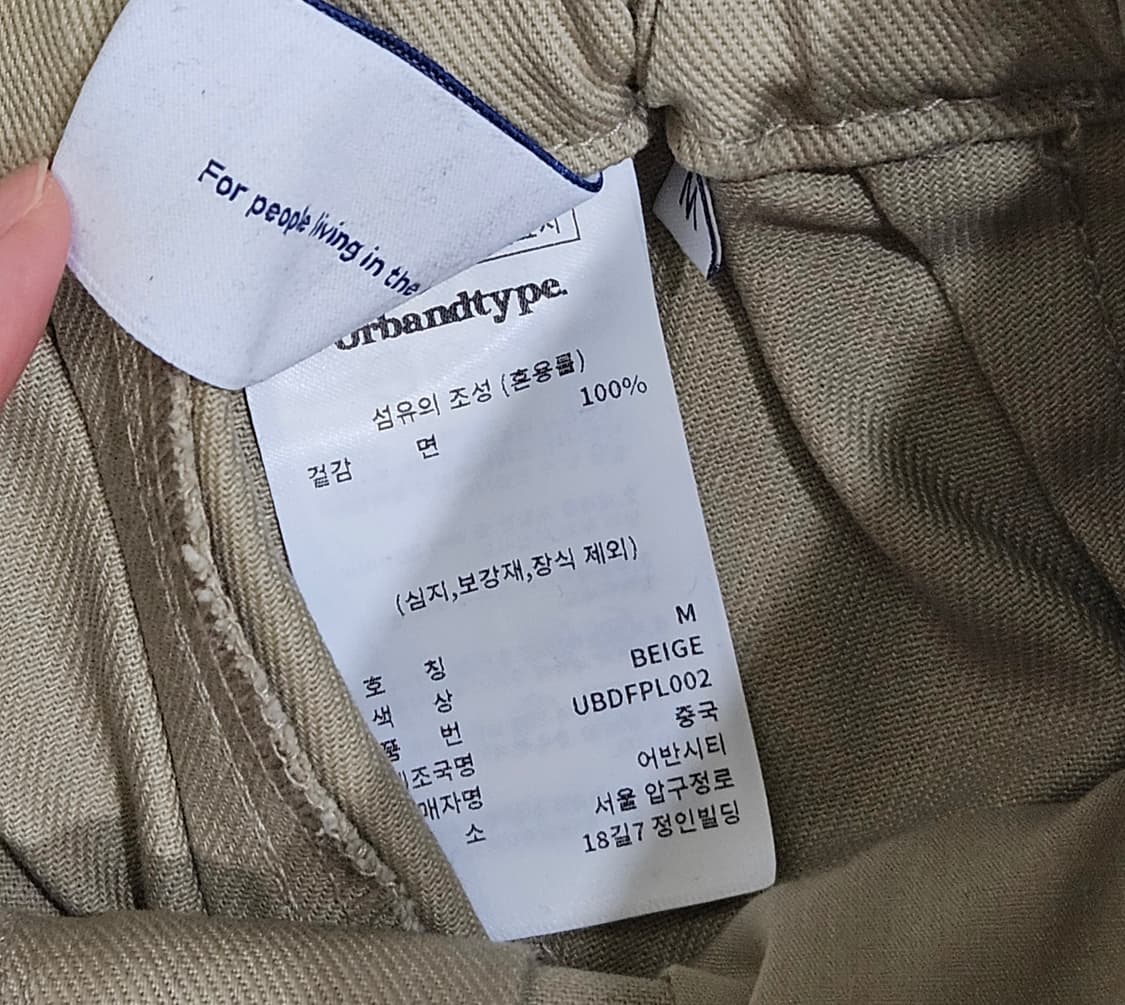 For people living in the
M
Urbandtype.
섬유의 조성 (혼용률)
100%
겉감 면
(심지,보강재,장식 제외)
호 칭 M
색 상 BEIGE
품 번 UBDFPL002
제조국명 중국
판매자명 어반시티
소 서울 압구정로
18길7 정인빌딩